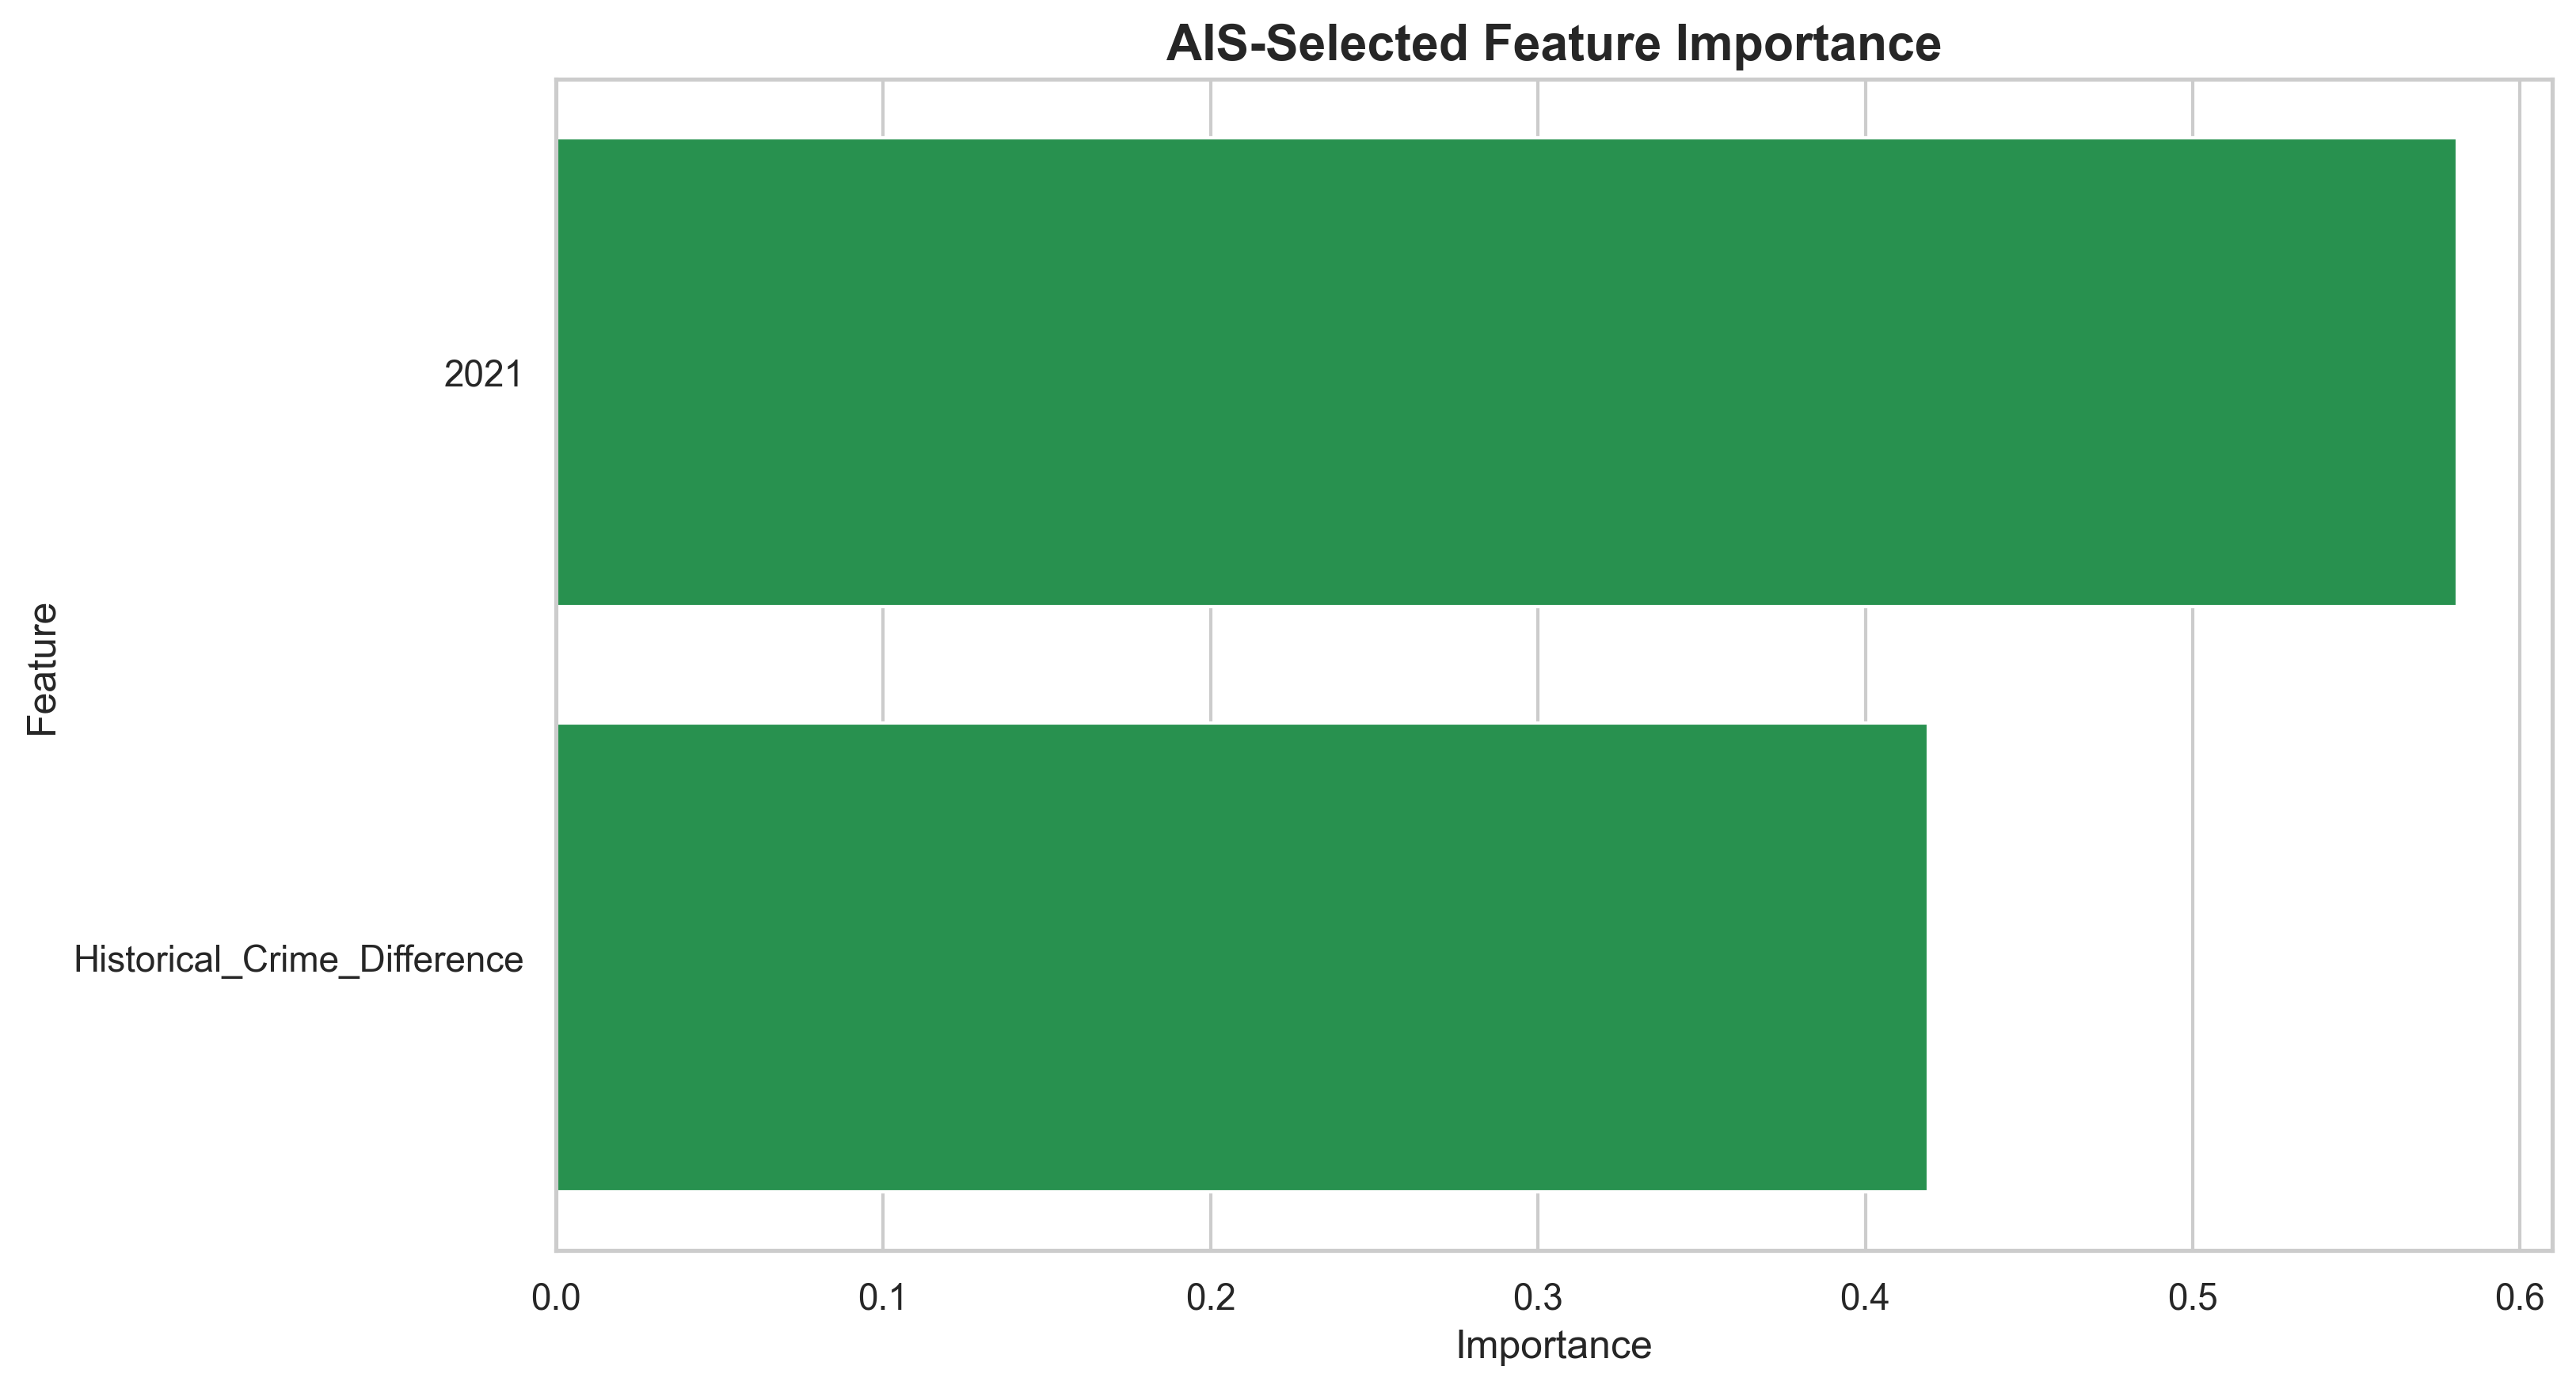 AIS-Selected Feature Importance
2021
Historical_Crime_Difference
Feature
0.0 0.1 0.2 0.3 0.4 0.5 0.6
Importance